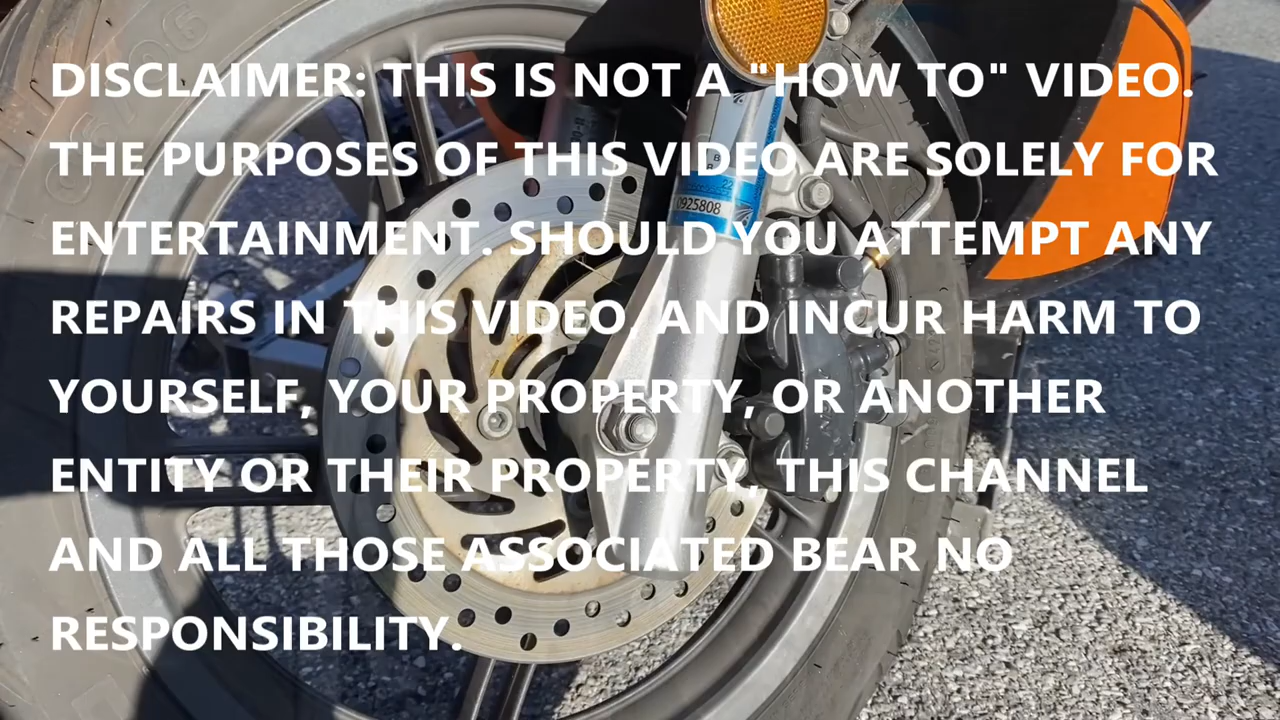 DISCLAIMER: THIS IS NOT A "HOW TO" VIDEO.
THE PURPOSES OF THIS VIDEO ARE SOLELY FOR
ENTERTAINMENT. SHOULD YOU ATTEMPT ANY
REPAIRS IN THIS VIDEO, AND INCUR HARM TO
YOURSELF, YOUR PROPERTY, OR ANOTHER
ENTITY OR THEIR PROPERTY, THIS CHANNEL
AND ALL THOSE ASSOCIATED BEAR NO
RESPONSIBILITY.
22
0925808